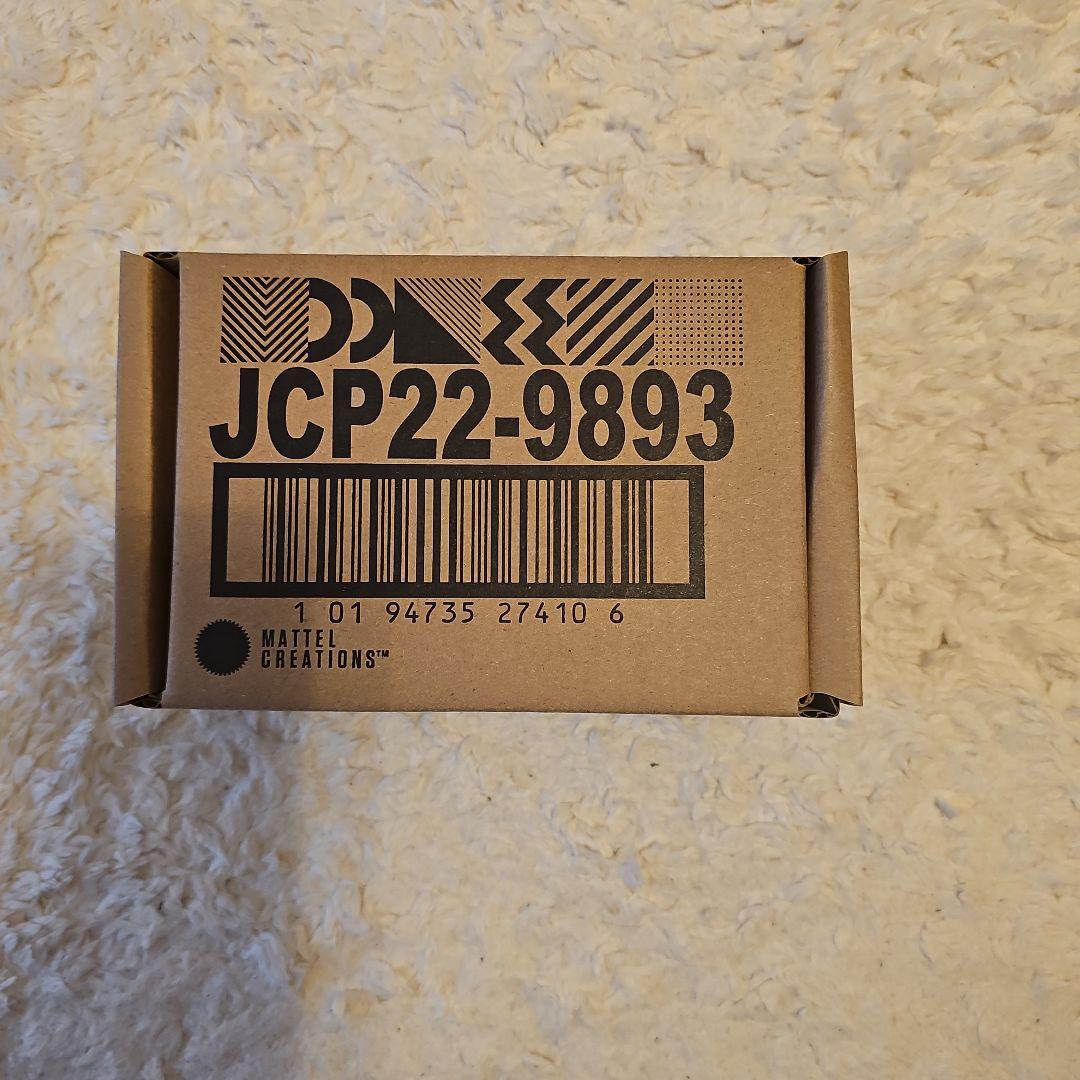 JCP22-9893
1 01 94735 27410 6
MATTEL
CREATIONS™